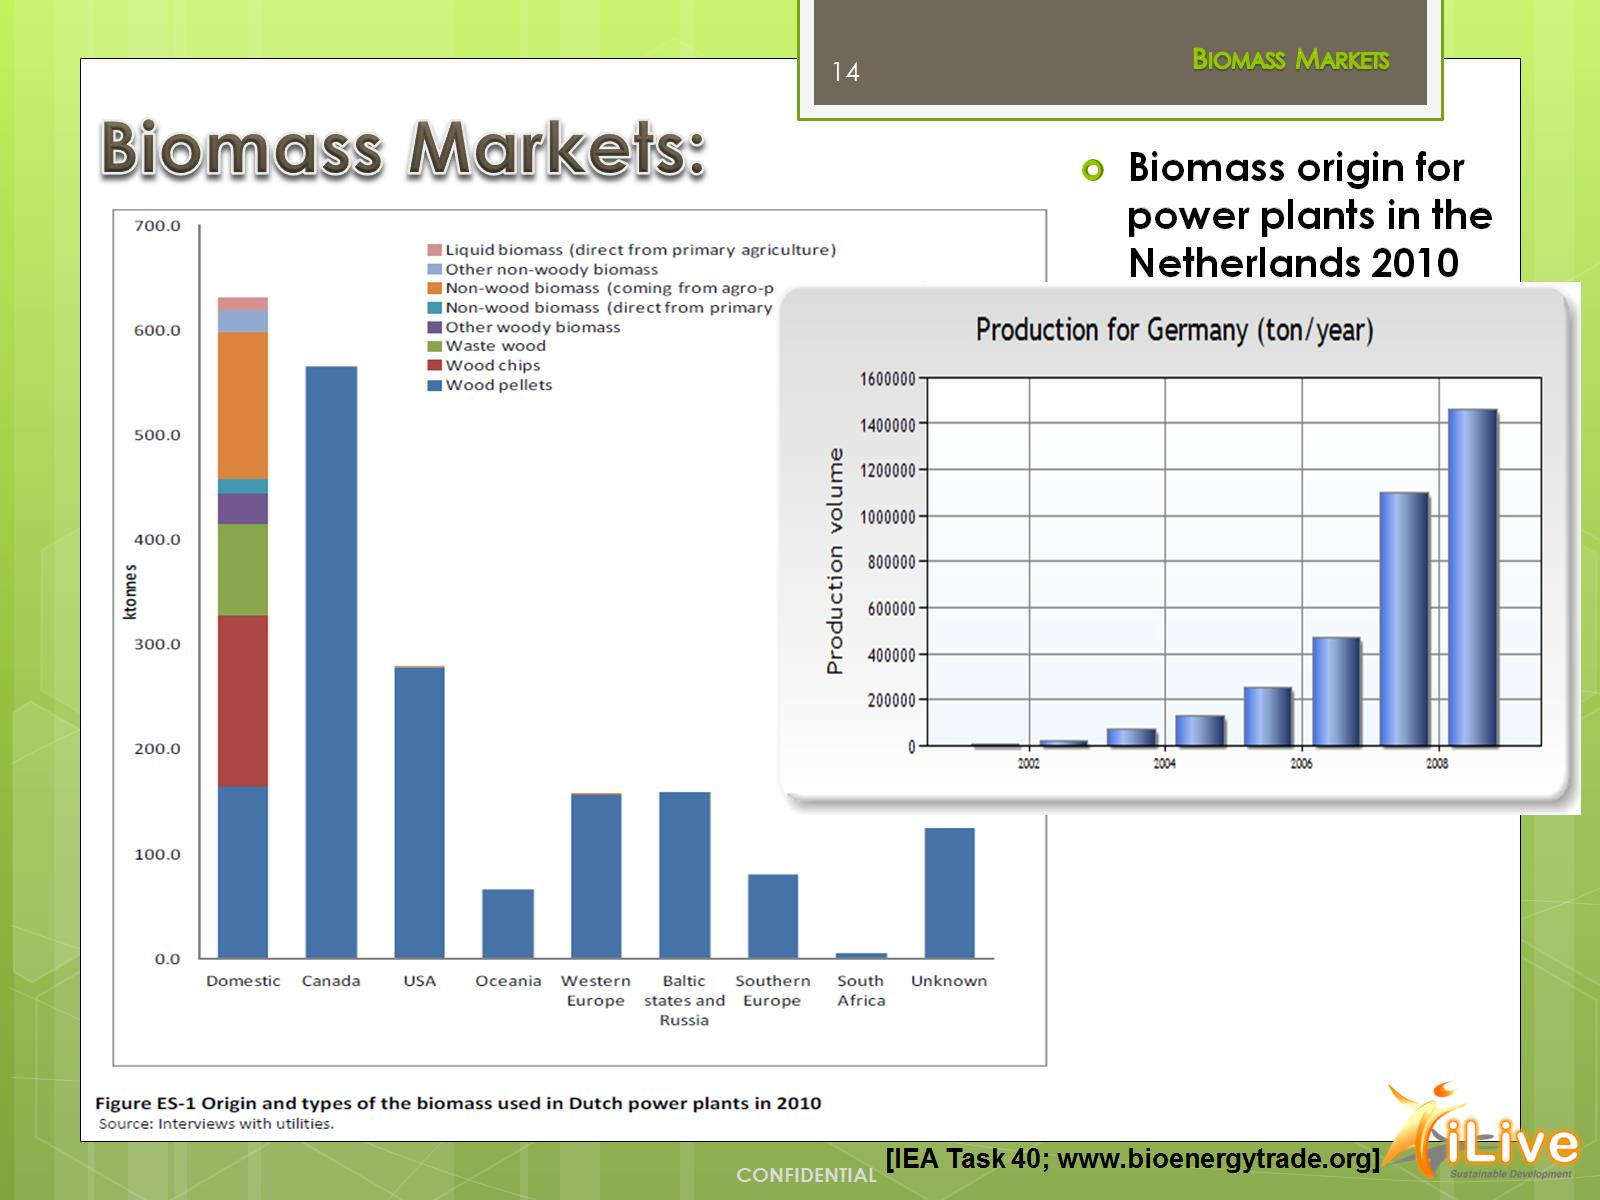 14
BIOMASS MARKETS
Biomass Markets:
Biomass origin for
power plants in the
Netherlands 2010
700.0
600.0
500.0
400.0
300.0
200.0
100.0
0.0
ktonnes
Liquid biomass (direct from primary agriculture)
Other non-woody biomass
Non-wood biomass (coming from agro-p
Non-wood biomass (direct from primary
Other woody biomass
Waste wood
Wood chips
Wood pellets
Domestic Canada USA Oceania Western Baltic Southern South Unknown
Europe states and Europe Africa
Russia
Production for Germany (ton/year)
Production volume
1600000
1400000
1200000
1000000
800000
600000
400000
200000
0
2002 2004 2006 2008
Figure ES-1 Origin and types of the biomass used in Dutch power plants in 2010
Source: Interviews with utilities.
[IEA Task 40; www.bioenergytrade.org]
CONFIDENTIAL
iLive
Sustainable Development